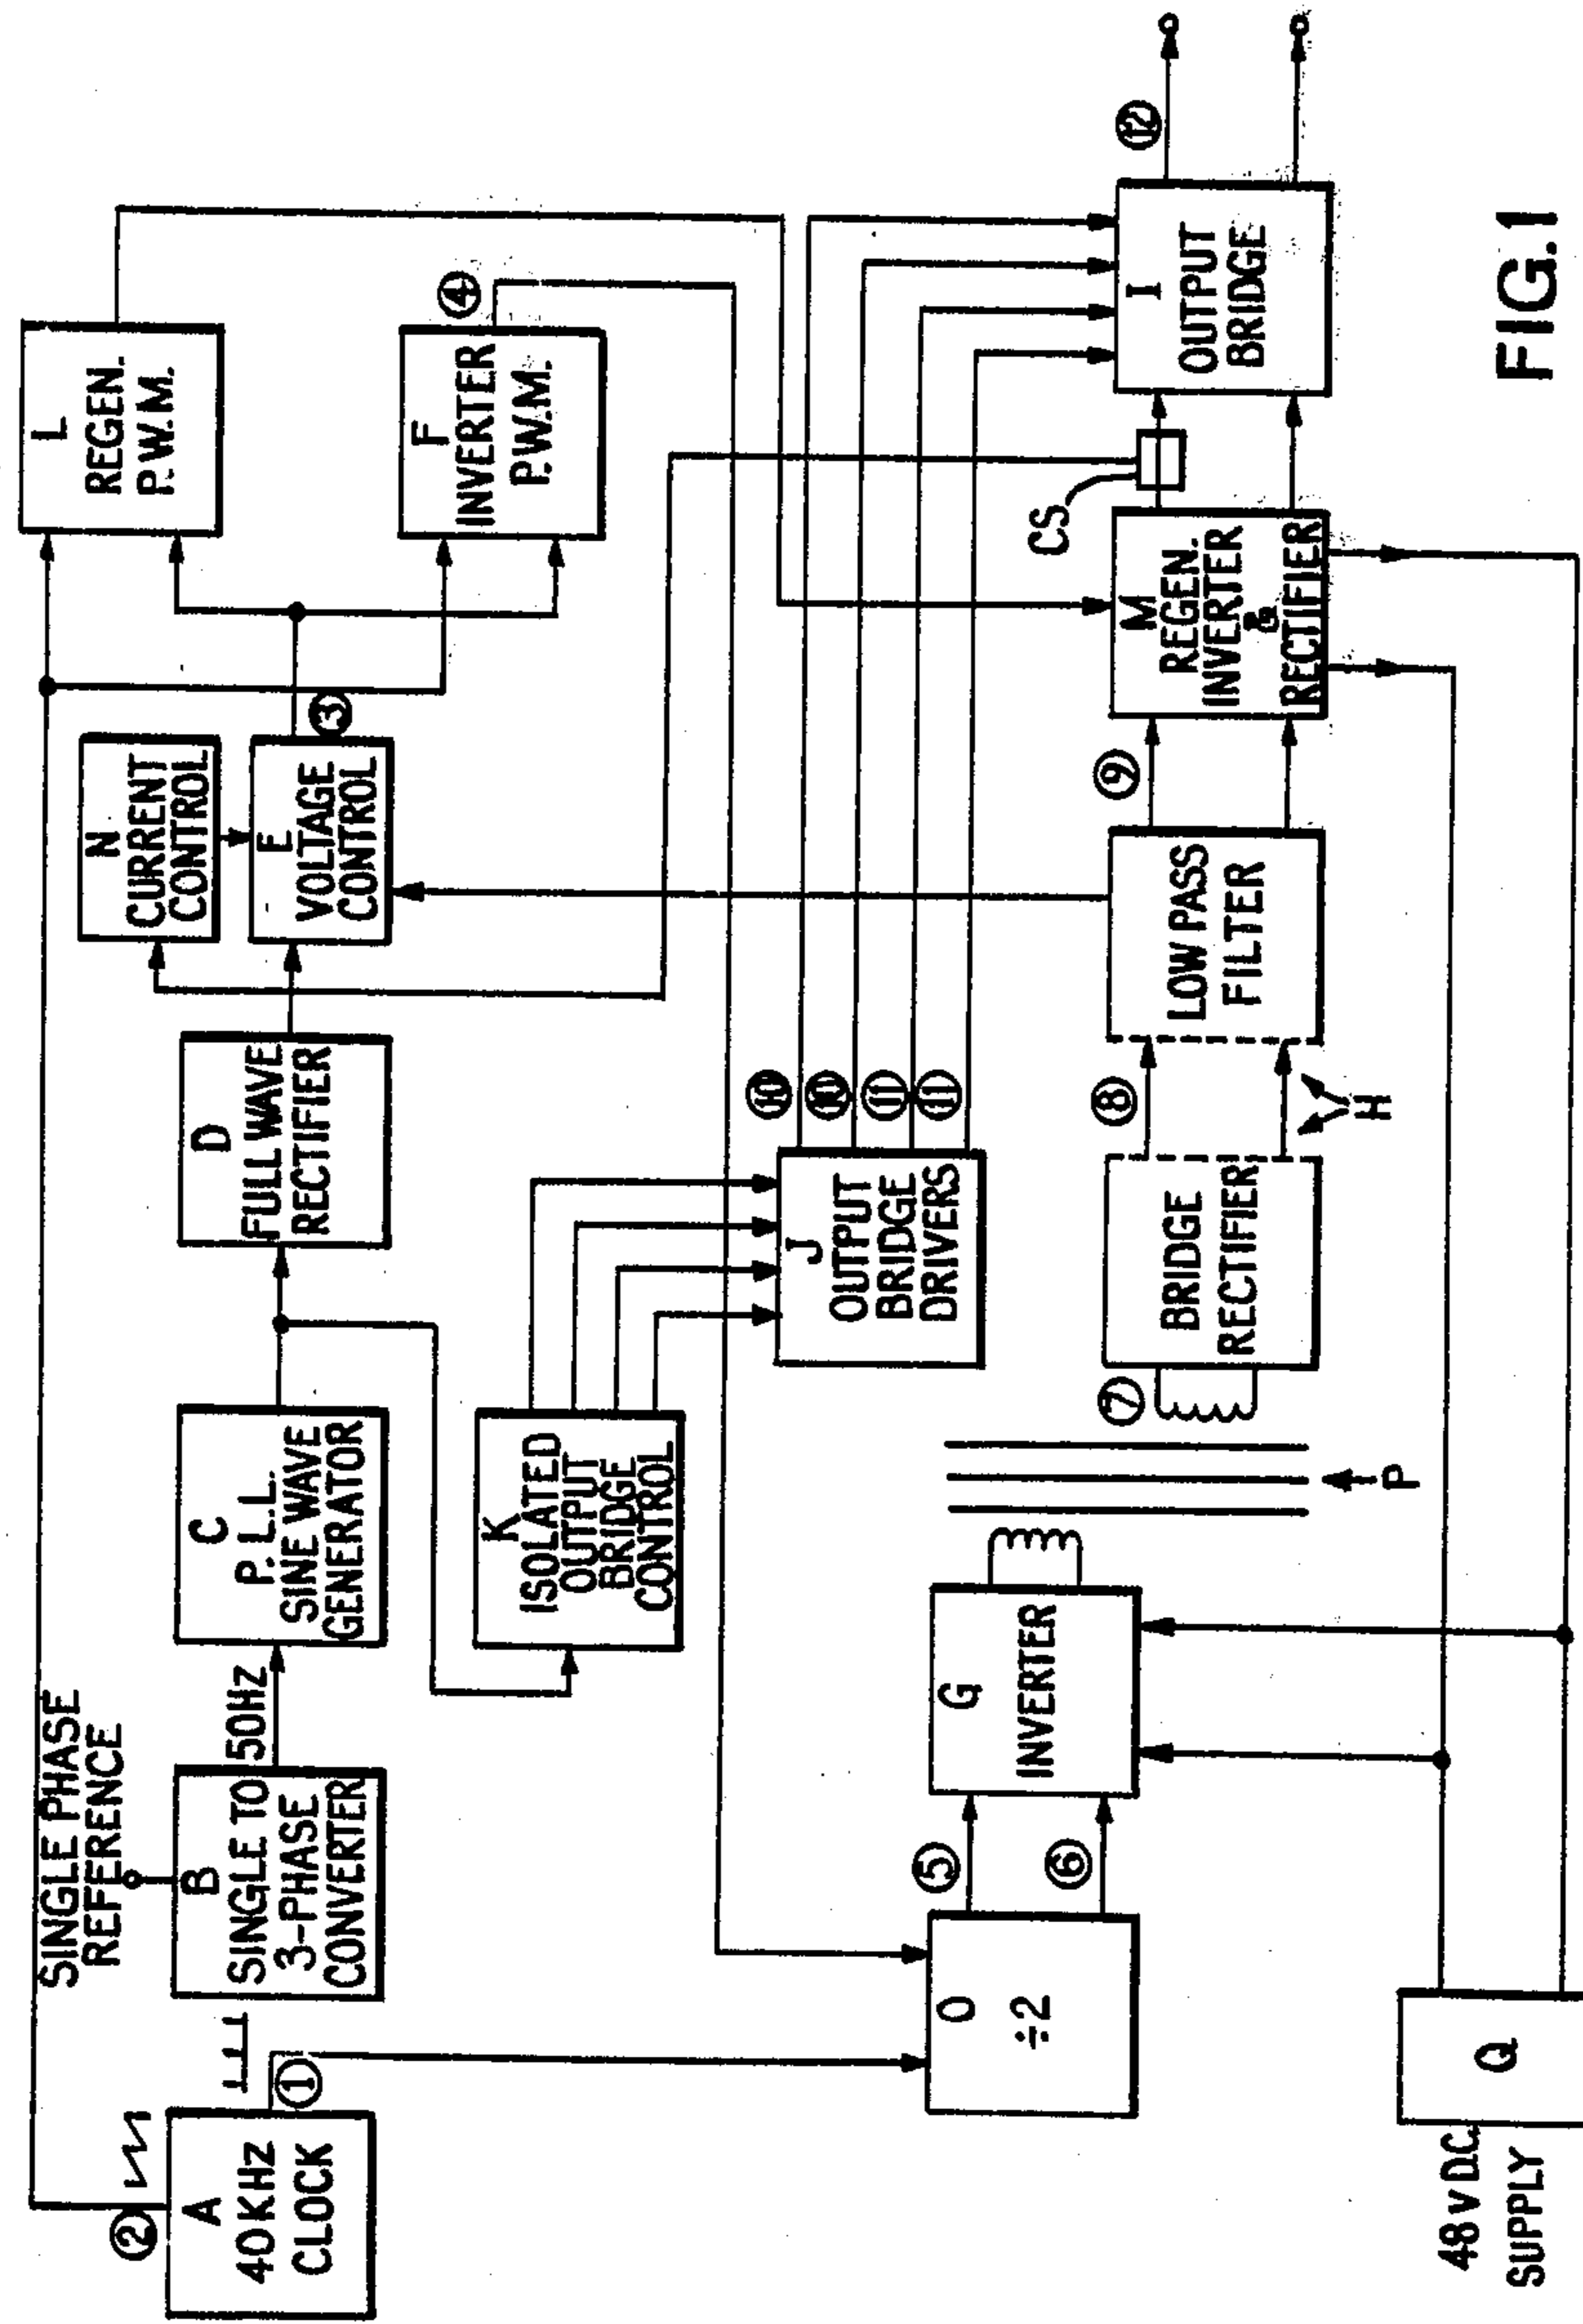 SINGLE PHASE
REFERENCE
②
A
40KHz
CLOCK
①
B
SINGLE TO
3-PHASE
CONVERTER
50HZ
C
P.L.L.
SINE WAVE
GENERATOR
D
FULL WAVE
RECTIFIER
N
CURRENT
CONTROL
E
VOLTAGE
CONTROL
③
L
REGEN.
P.W.M.
F
INVERTER
P.W.M.
④
K
ISOLATED
OUTPUT
BRIDGE
CONTROL
J
OUTPUT
BRIDGE
DRIVERS
⑩
⑩
⑪
⑪
O
÷2
⑤
⑥
G
INVERTER
P
⑦
BRIDGE
RECTIFIER
⑧
H
LOW PASS
FILTER
⑨
M
REGEN.
INVERTER
&
RECTIFIER
CS
I
OUTPUT
BRIDGE
⑫
48V D.C.
SUPPLY
Q
FIG.1